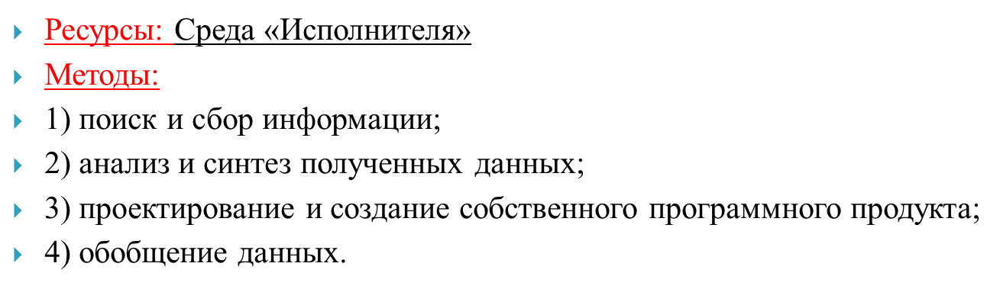 Ресурсы: Среда «Исполнителя»
Методы:
1) поиск и сбор информации;
2) анализ и синтез полученных данных;
3) проектирование и создание собственного программного продукта;
4) обобщение данных.